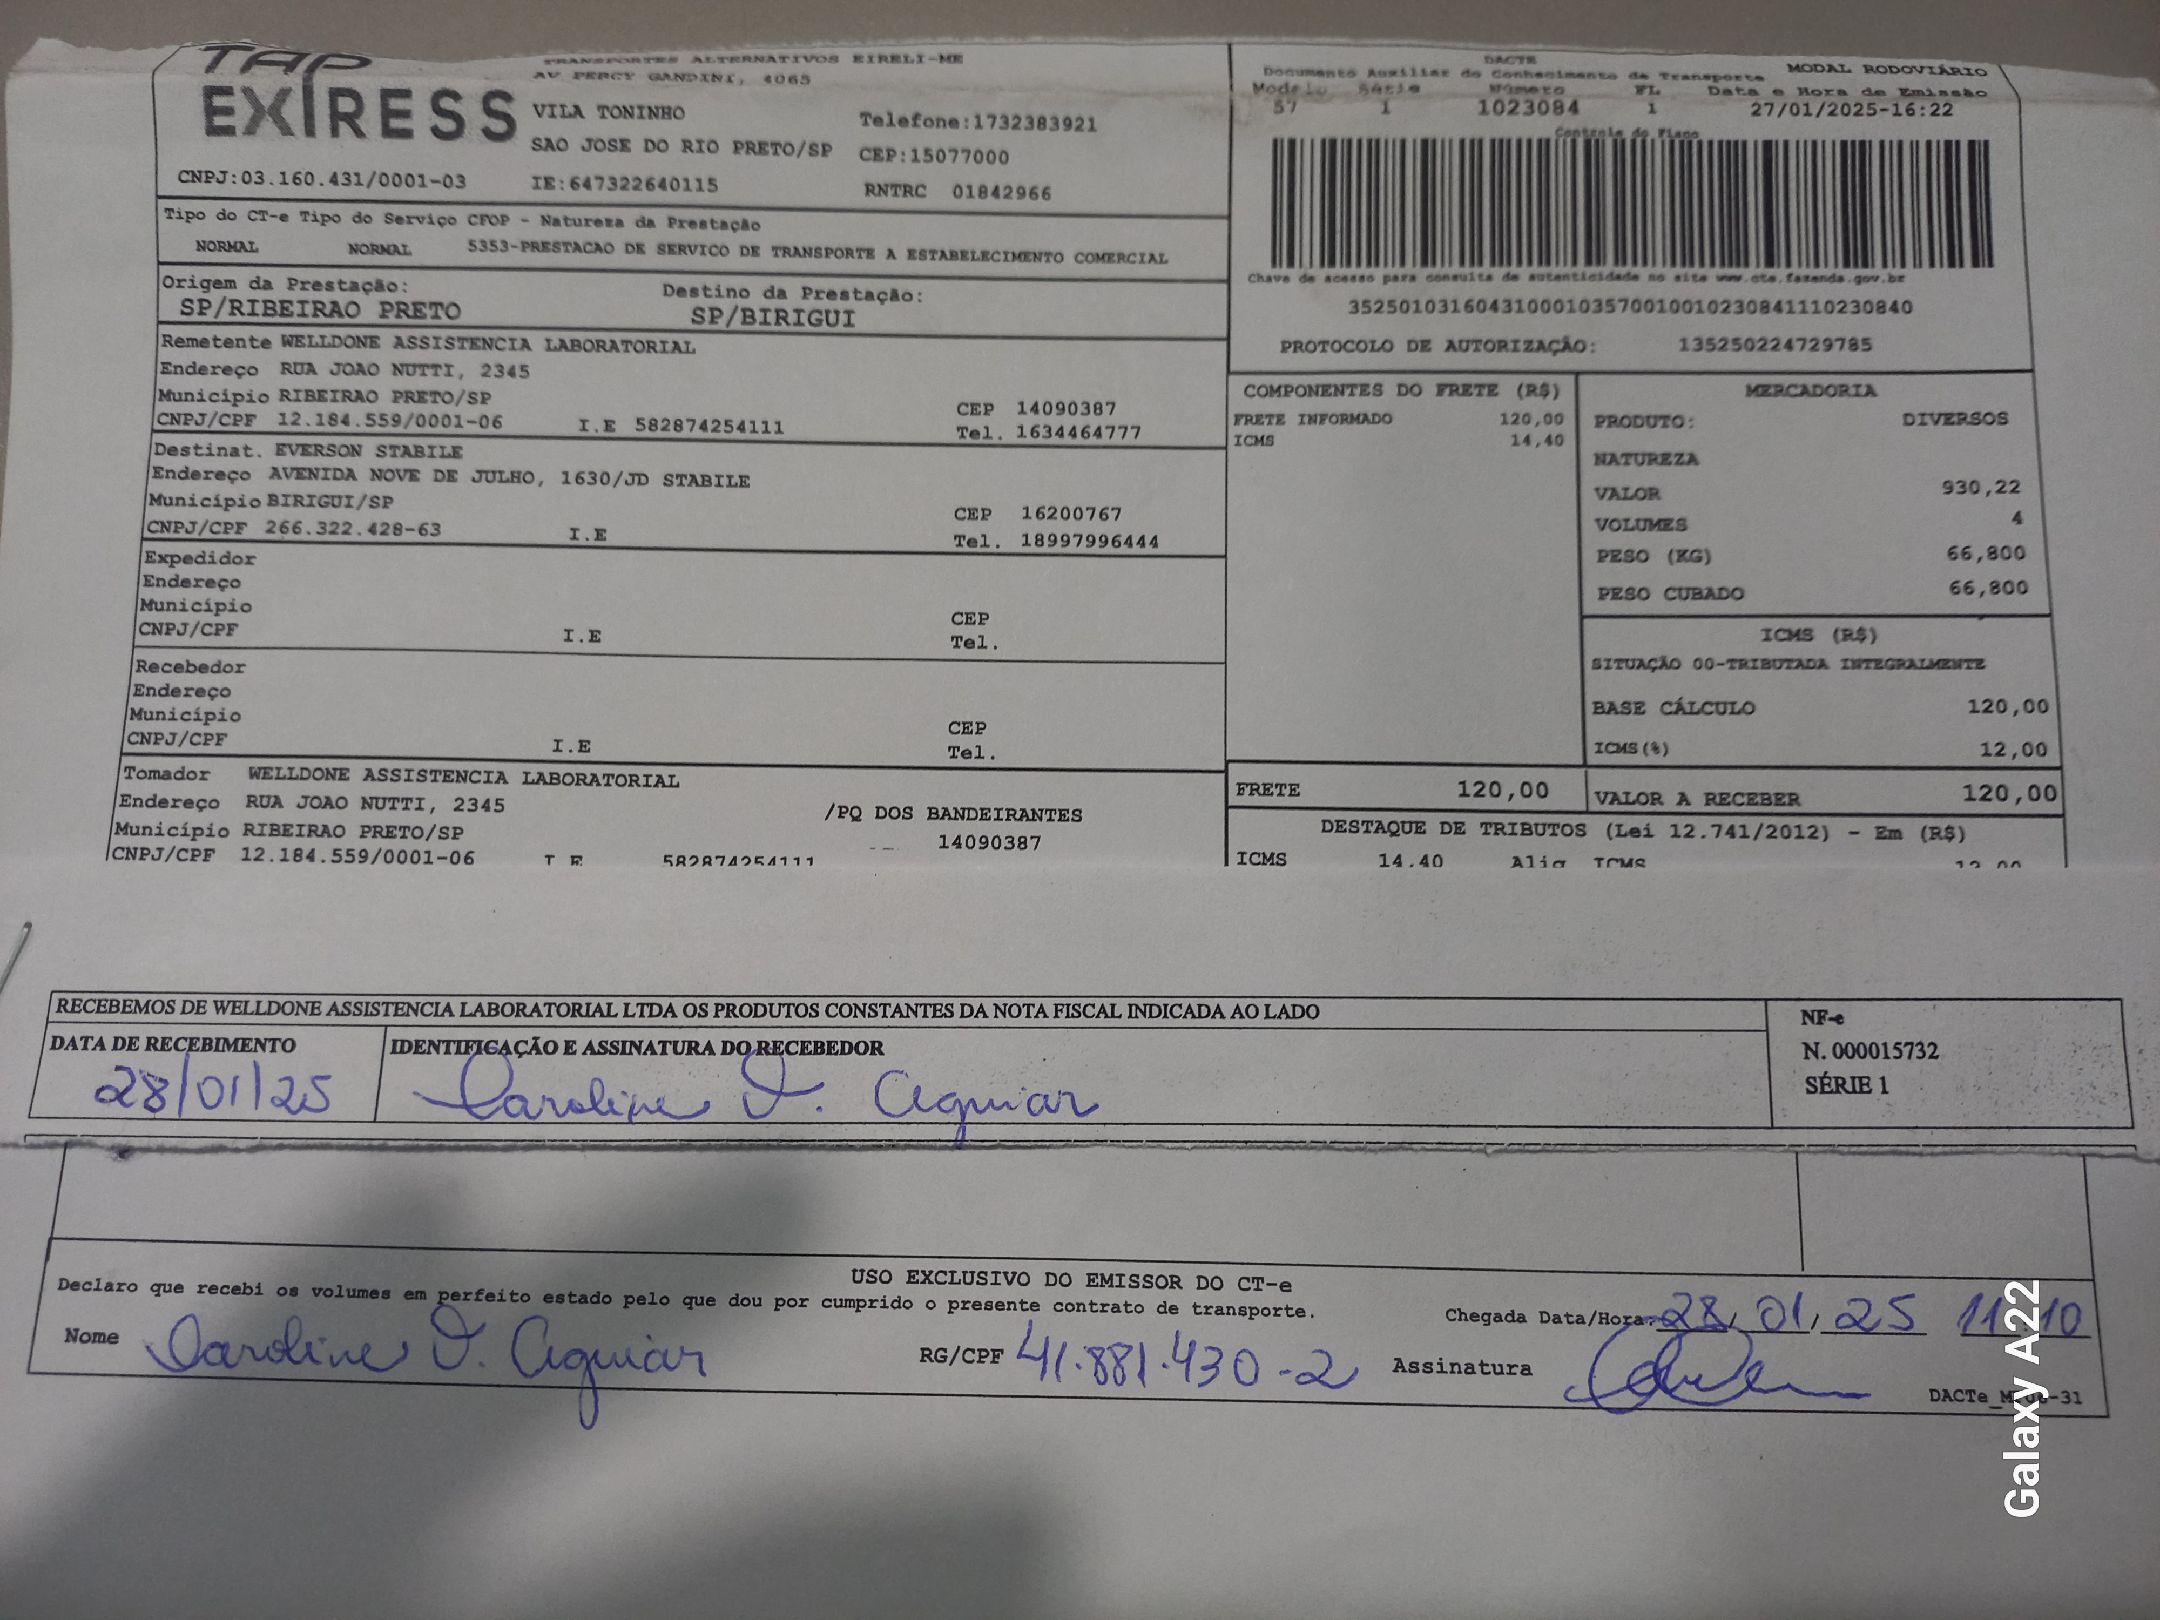 TAP
EXPRESS
TRANSPORTES ALTERNATIVOS EIRELI-ME
AV PERCY GANDINI, 4065
VILA TONINHO Telefone:1732383921
SAO JOSE DO RIO PRETO/SP CEP:15077000
CNPJ:03.160.431/0001-03 IE:647322640115 RNTRC 01842966
DACTE
Documento Auxiliar do Conhecimento de Transporte MODAL RODOVIÁRIO
Modelo Série Número FL Data e Hora de Emissão
57 1 1023084 1 27/01/2025-16:22
Controle do Fisco
Chave de acesso para consulta de autenticidade no site www.cte.fazenda.gov.br
35250103160431000103570010010230841110230840
PROTOCOLO DE AUTORIZAÇÃO: 135250224729785
Tipo do CT-e Tipo do Serviço CFOP - Natureza da Prestação
NORMAL NORMAL 5353-PRESTACAO DE SERVICO DE TRANSPORTE A ESTABELECIMENTO COMERCIAL
Origem da Prestação: Destino da Prestação:
SP/RIBEIRAO PRETO SP/BIRIGUI
Remetente WELLDONE ASSISTENCIA LABORATORIAL
Endereço RUA JOAO NUTTI, 2345
Município RIBEIRAO PRETO/SP CEP 14090387
CNPJ/CPF 12.184.559/0001-06 I.E 582874254111 Tel. 1634464777
Destinat. EVERSON STABILE
Endereço AVENIDA NOVE DE JULHO, 1630/JD STABILE
Município BIRIGUI/SP CEP 16200767
CNPJ/CPF 266.322.428-63 I.E Tel. 18997996444
Expedidor
Endereço
Município CEP
CNPJ/CPF I.E Tel.
Recebedor
Endereço
Município CEP
CNPJ/CPF I.E Tel.
Tomador WELLDONE ASSISTENCIA LABORATORIAL
Endereço RUA JOAO NUTTI, 2345 /PQ DOS BANDEIRANTES
Município RIBEIRAO PRETO/SP 14090387
CNPJ/CPF 12.184.559/0001-06 I.E 582874254111
COMPONENTES DO FRETE (R$)
FRETE INFORMADO 120,00
ICMS 14,40
MERCADORIA
PRODUTO: DIVERSOS
NATUREZA
VALOR 930,22
VOLUMES 4
PESO (KG) 66,800
PESO CUBADO 66,800
ICMS (R$)
SITUAÇÃO 00-TRIBUTADA INTEGRALMENTE
BASE CÁLCULO 120,00
ICMS(%) 12,00
FRETE 120,00 VALOR A RECEBER 120,00
DESTAQUE DE TRIBUTOS (Lei 12.741/2012) - Em (R$)
ICMS 14,40 Aliq ICMS 12,00
RECEBEMOS DE WELLDONE ASSISTENCIA LABORATORIAL LTDA OS PRODUTOS CONSTANTES DA NOTA FISCAL INDICADA AO LADO
DATA DE RECEBIMENTO IDENTIFICAÇÃO E ASSINATURA DO RECEBEDOR
28/01/25 Caroline D. Aguiar
NF-e
N. 000015732
SÉRIE 1
USO EXCLUSIVO DO EMISSOR DO CT-e
Declaro que recebi os volumes em perfeito estado pelo que dou por cumprido o presente contrato de transporte.
Chegada Data/Hora: 28/01/25 11:10
Nome Caroline D. Aguiar RG/CPF 41.881.430-2 Assinatura
Galaxy A22